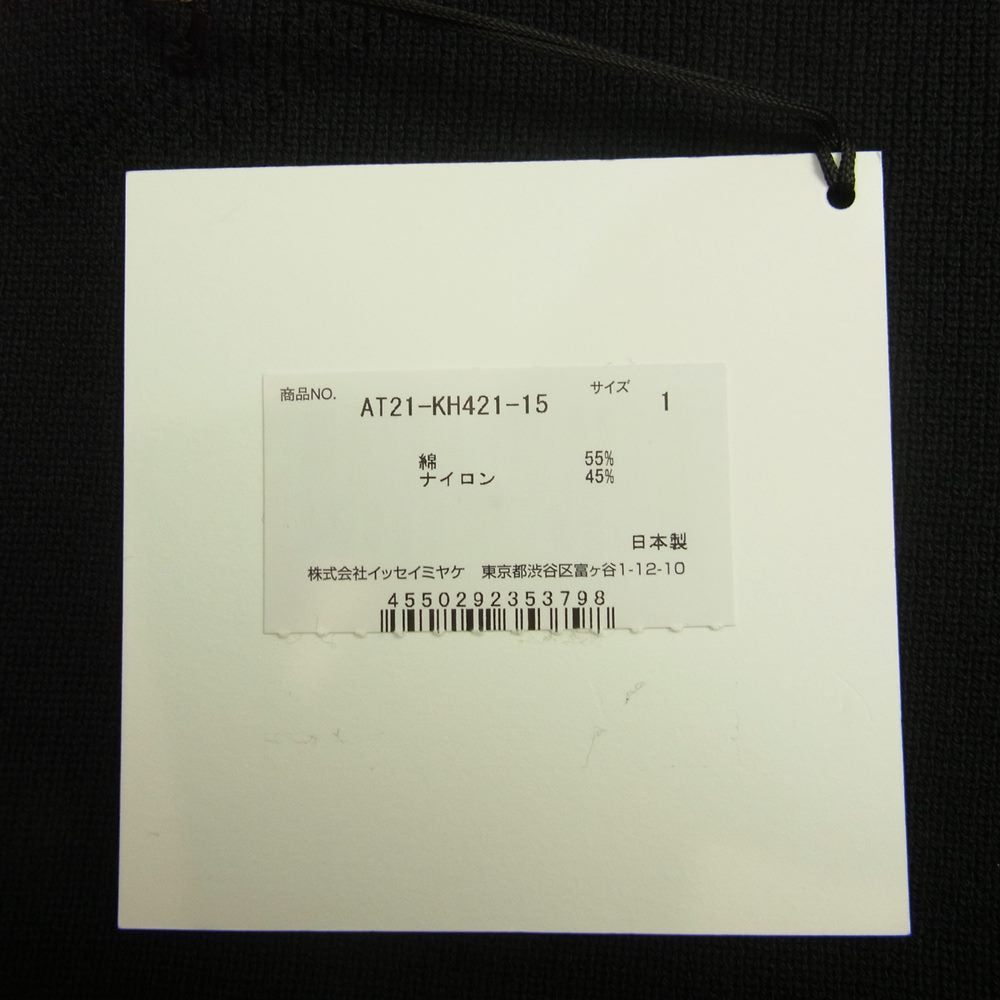 商品NO. AT21-KH421-15 サイズ 1
綿 55%
ナイロン 45%
日本製
株式会社イッセイミヤケ 東京都渋谷区富ヶ谷1-12-10
4550292353798